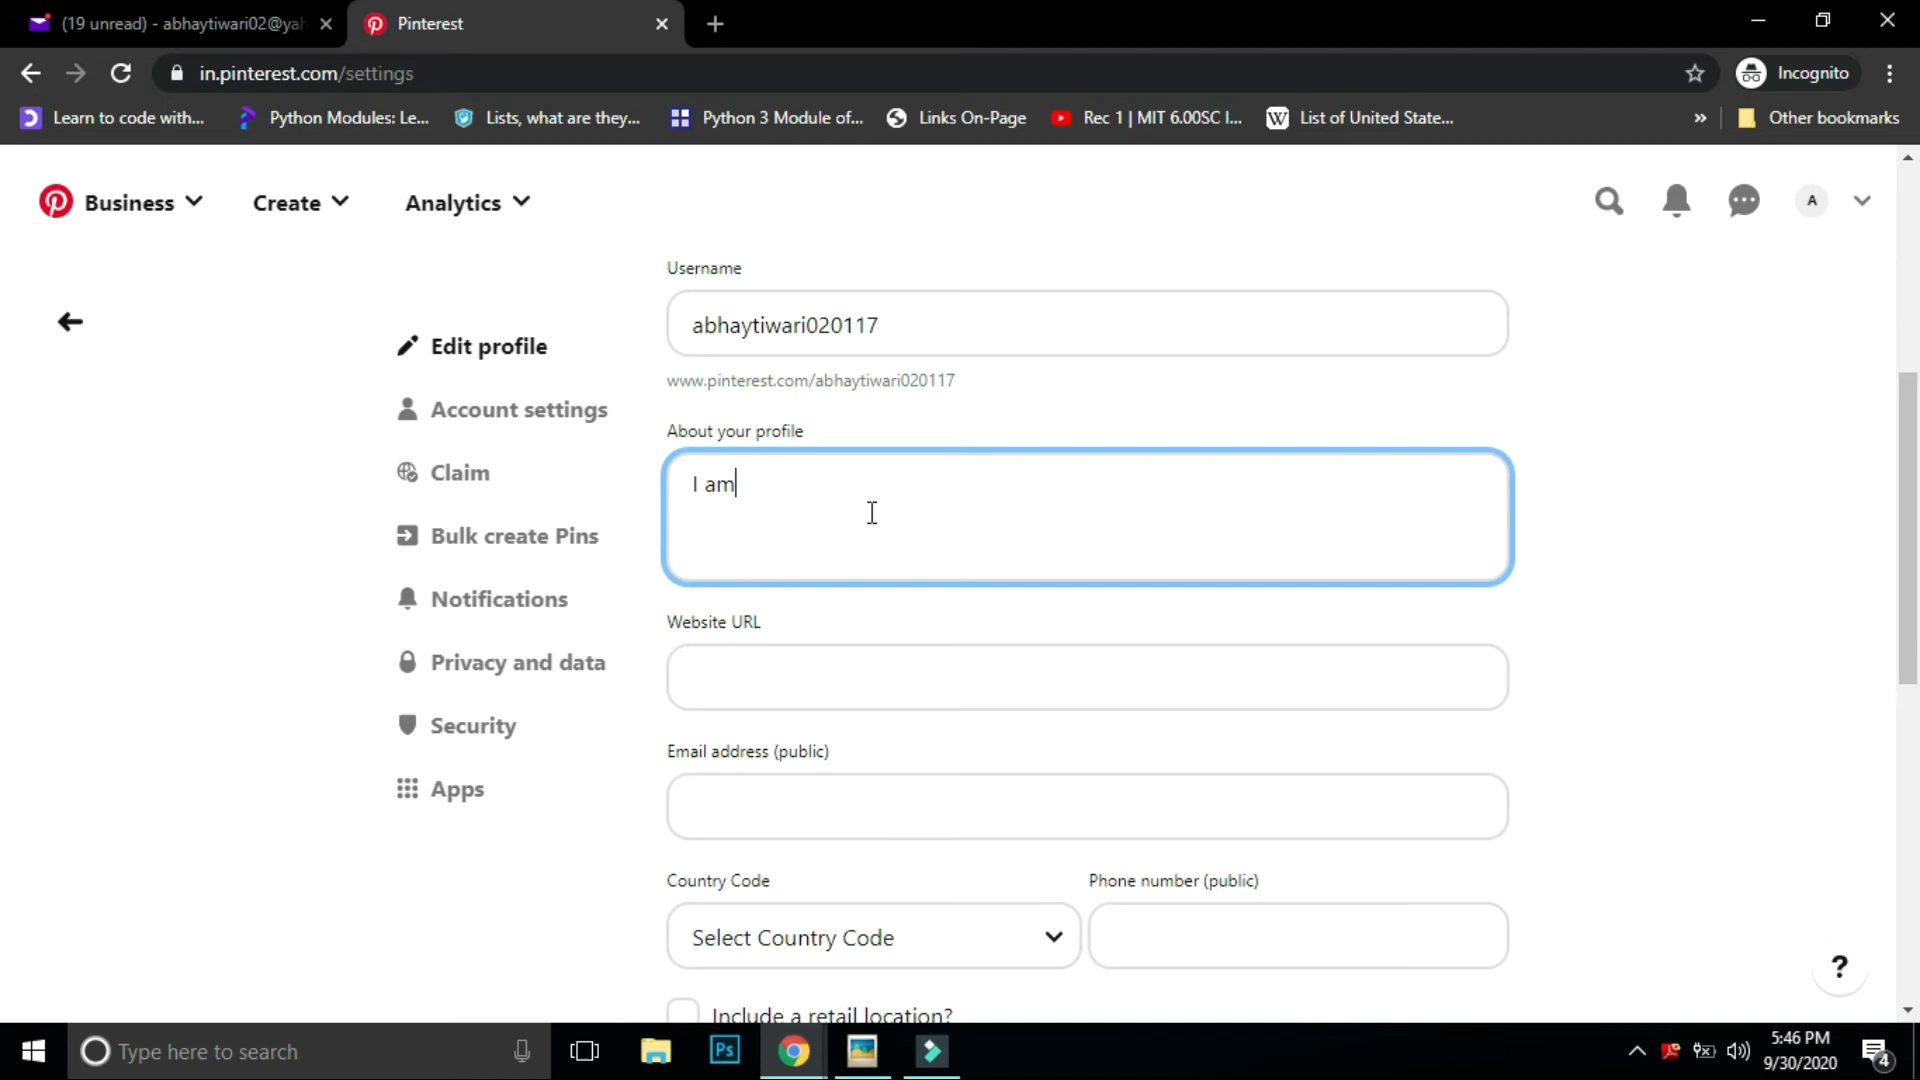 (19 unread) - abhaytiwari02@yah
Pinterest
in.pinterest.com/settings
Incognito
Learn to code with...
Python Modules: Le...
Lists, what are they,...
Python 3 Module of...
Links On-Page
Rec 1 | MIT 6.00SC I...
List of United State...
»
Other bookmarks
Business
Create
Analytics
A
Username
abhaytiwari020117
www.pinterest.com/abhaytiwari020117
Edit profile
Account settings
Claim
Bulk create Pins
Notifications
Privacy and data
Security
Apps
About your profile
I am
Website URL
Email address (public)
Country Code
Phone number (public)
Select Country Code
?
Include a retail location?
Type here to search
Ps
5:46 PM
9/30/2020
4